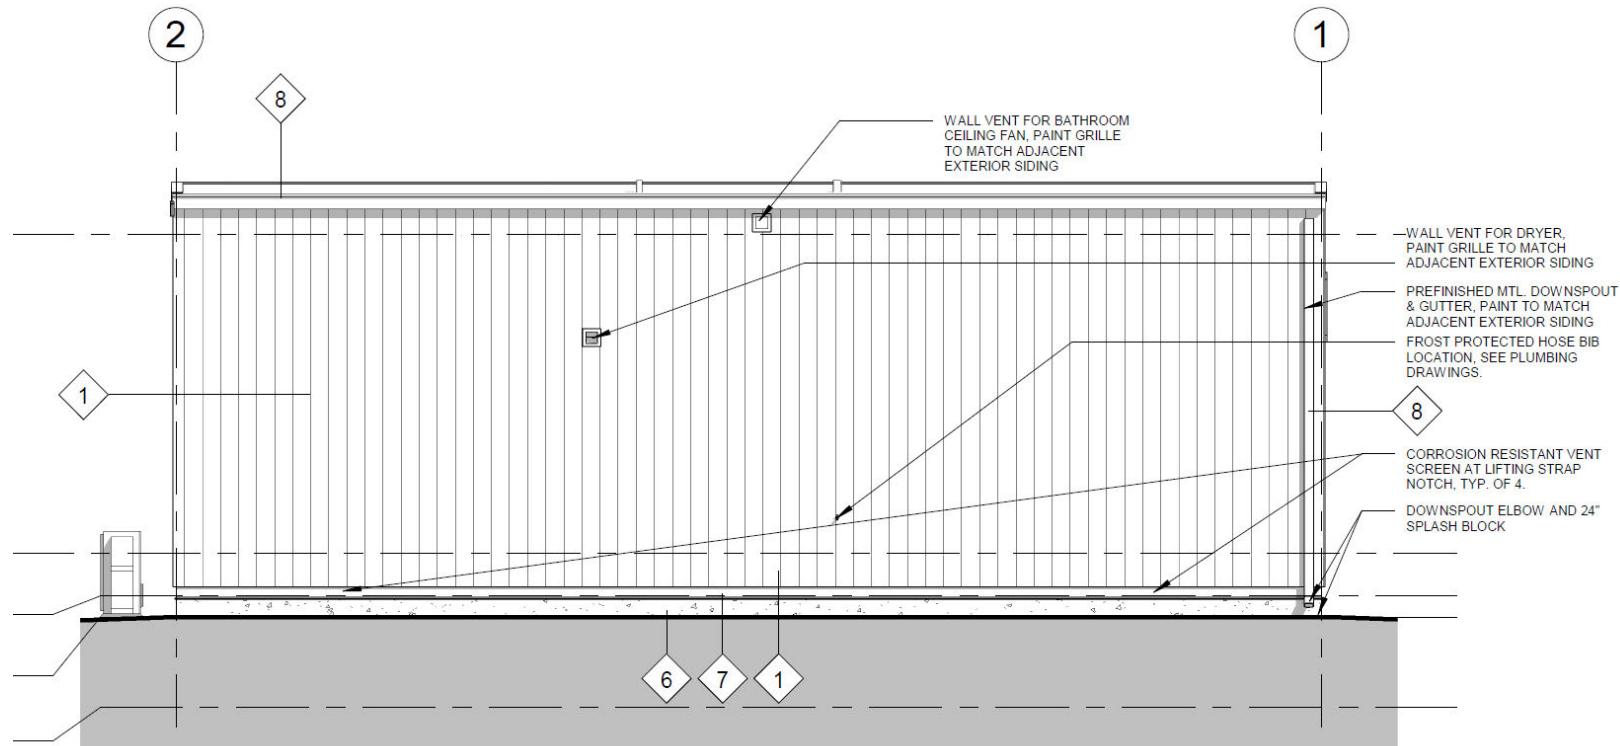 2
1
8
WALL VENT FOR BATHROOM
CEILING FAN, PAINT GRILLE
TO MATCH ADJACENT
EXTERIOR SIDING
WALL VENT FOR DRYER,
PAINT GRILLE TO MATCH
ADJACENT EXTERIOR SIDING
PREFINISHED MTL. DOWNSPOUT
& GUTTER, PAINT TO MATCH
ADJACENT EXTERIOR SIDING
FROST PROTECTED HOSE BIB
LOCATION, SEE PLUMBING
DRAWINGS.
1
8
CORROSION RESISTANT VENT
SCREEN AT LIFTING STRAP
NOTCH, TYP. OF 4.
DOWNSPOUT ELBOW AND 24"
SPLASH BLOCK
6
7
1